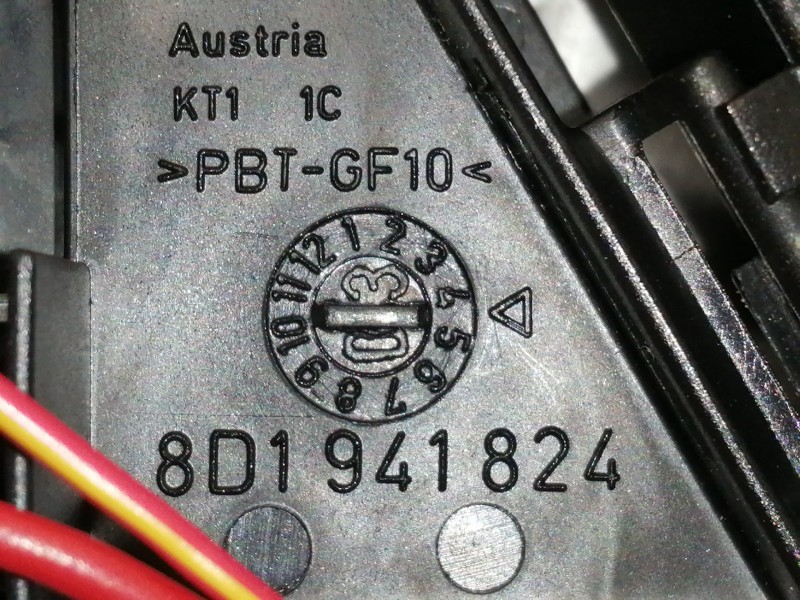 Austria
KT1 1C
>PBT-GF10<
1 2 3 4 5 6 7 8 9 10 11 12
03
8D1 941 824